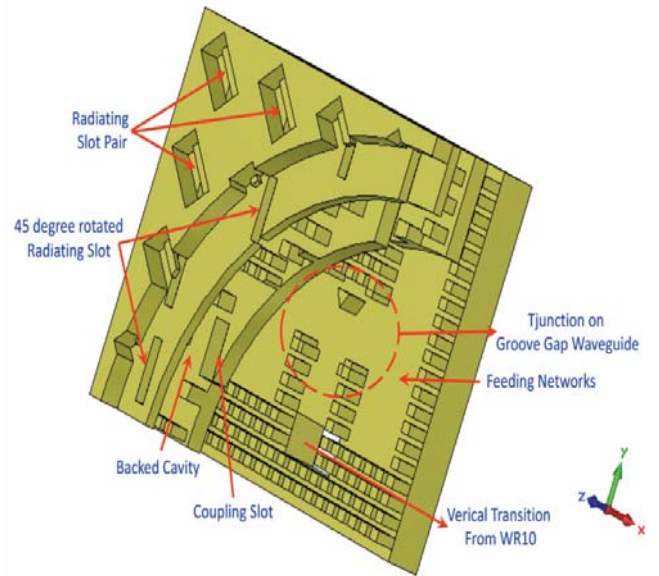 Radiating
Slot Pair
45 degree rotated
Radiating Slot
Tjunction on
Groove Gap Waveguide
Feeding Networks
Backed Cavity
Coupling Slot
Verical Transition
From WR10
y
z
x